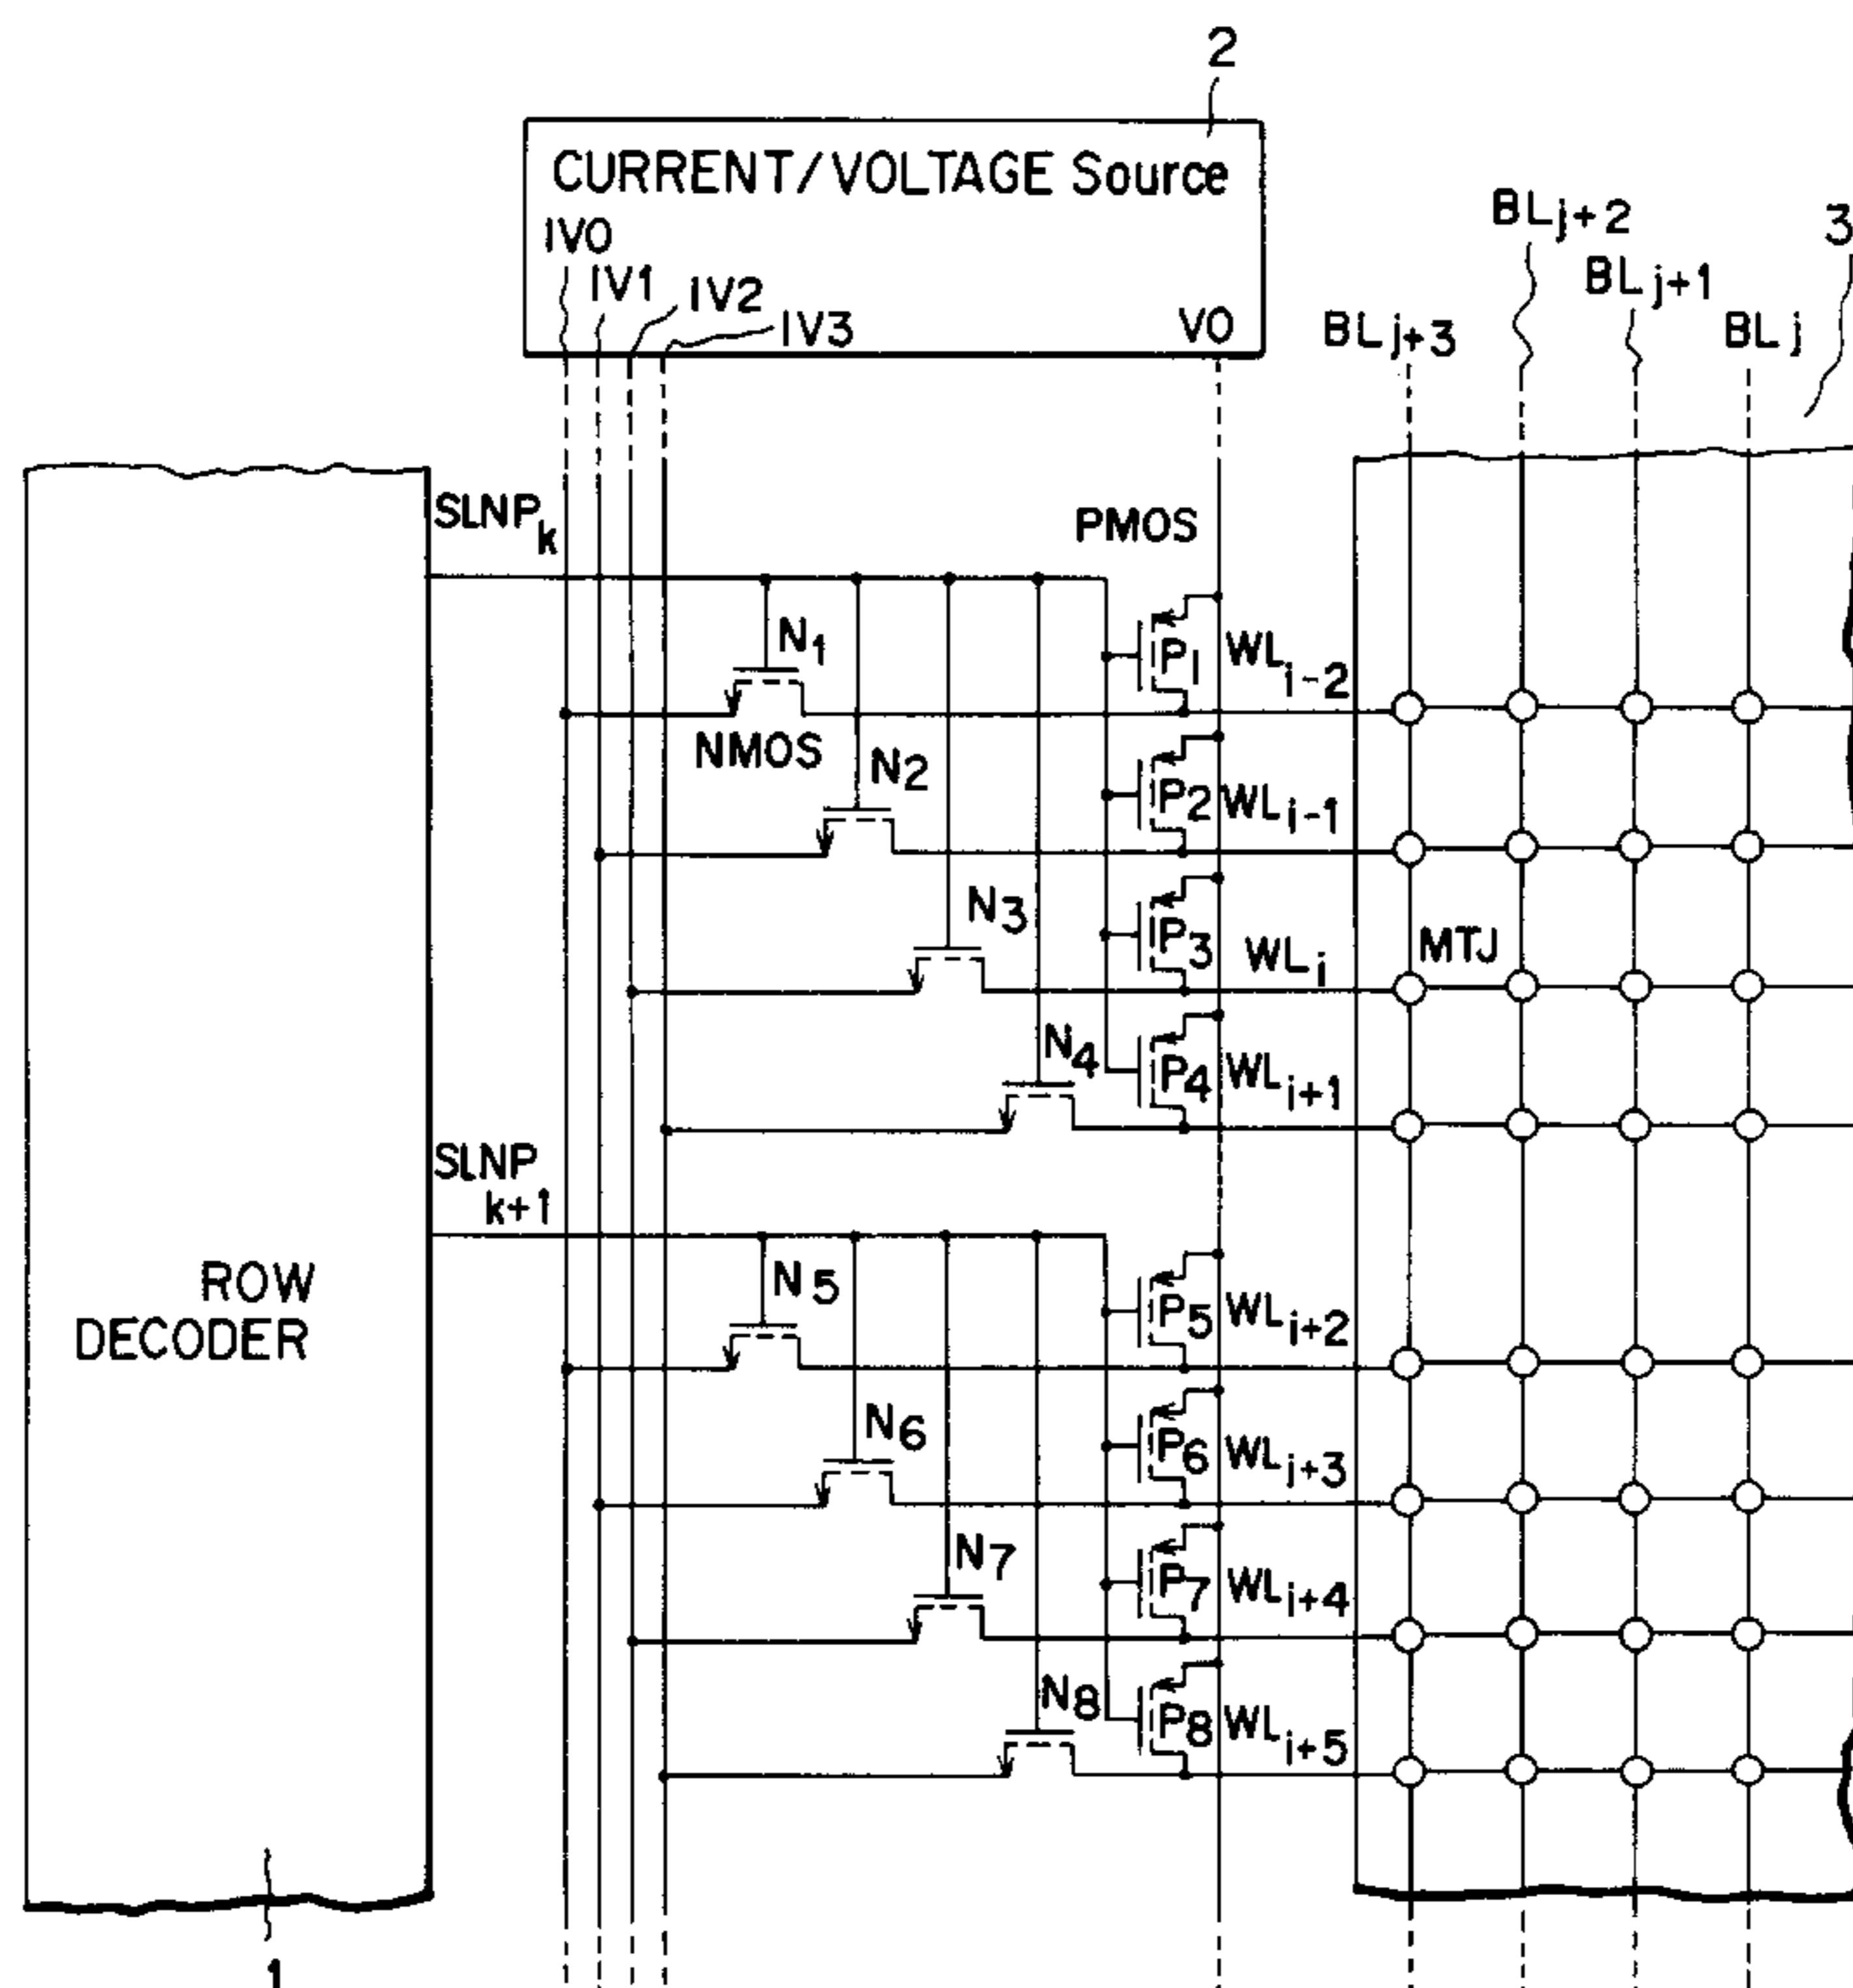 2
CURRENT/VOLTAGE Source
IV0
IV1
IV2
IV3
V0
BLj+3
BLj+2
BLj+1
BLj
3
SLNPk
PMOS
N1
P1
WLi-2
NMOS
N2
P2
WLi-1
N3
P3
WLi
MTJ
N4
P4
WLi+1
SLNP
k+1
ROW
DECODER
N5
P5
WLi+2
N6
P6
WLi+3
N7
P7
WLi+4
N8
P8
WLi+5
1